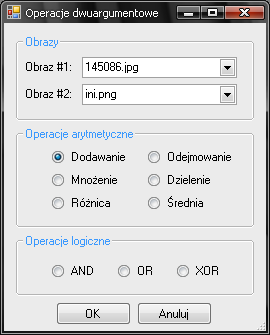 Operacje dwuargumentowe
Obrazy
Obraz #1: 145086.jpg
Obraz #2: ini.png
Operacje arytmetyczne
Dodawanie Odejmowanie
Mnożenie Dzielenie
Różnica Średnia
Operacje logiczne
AND OR XOR
OK Anuluj